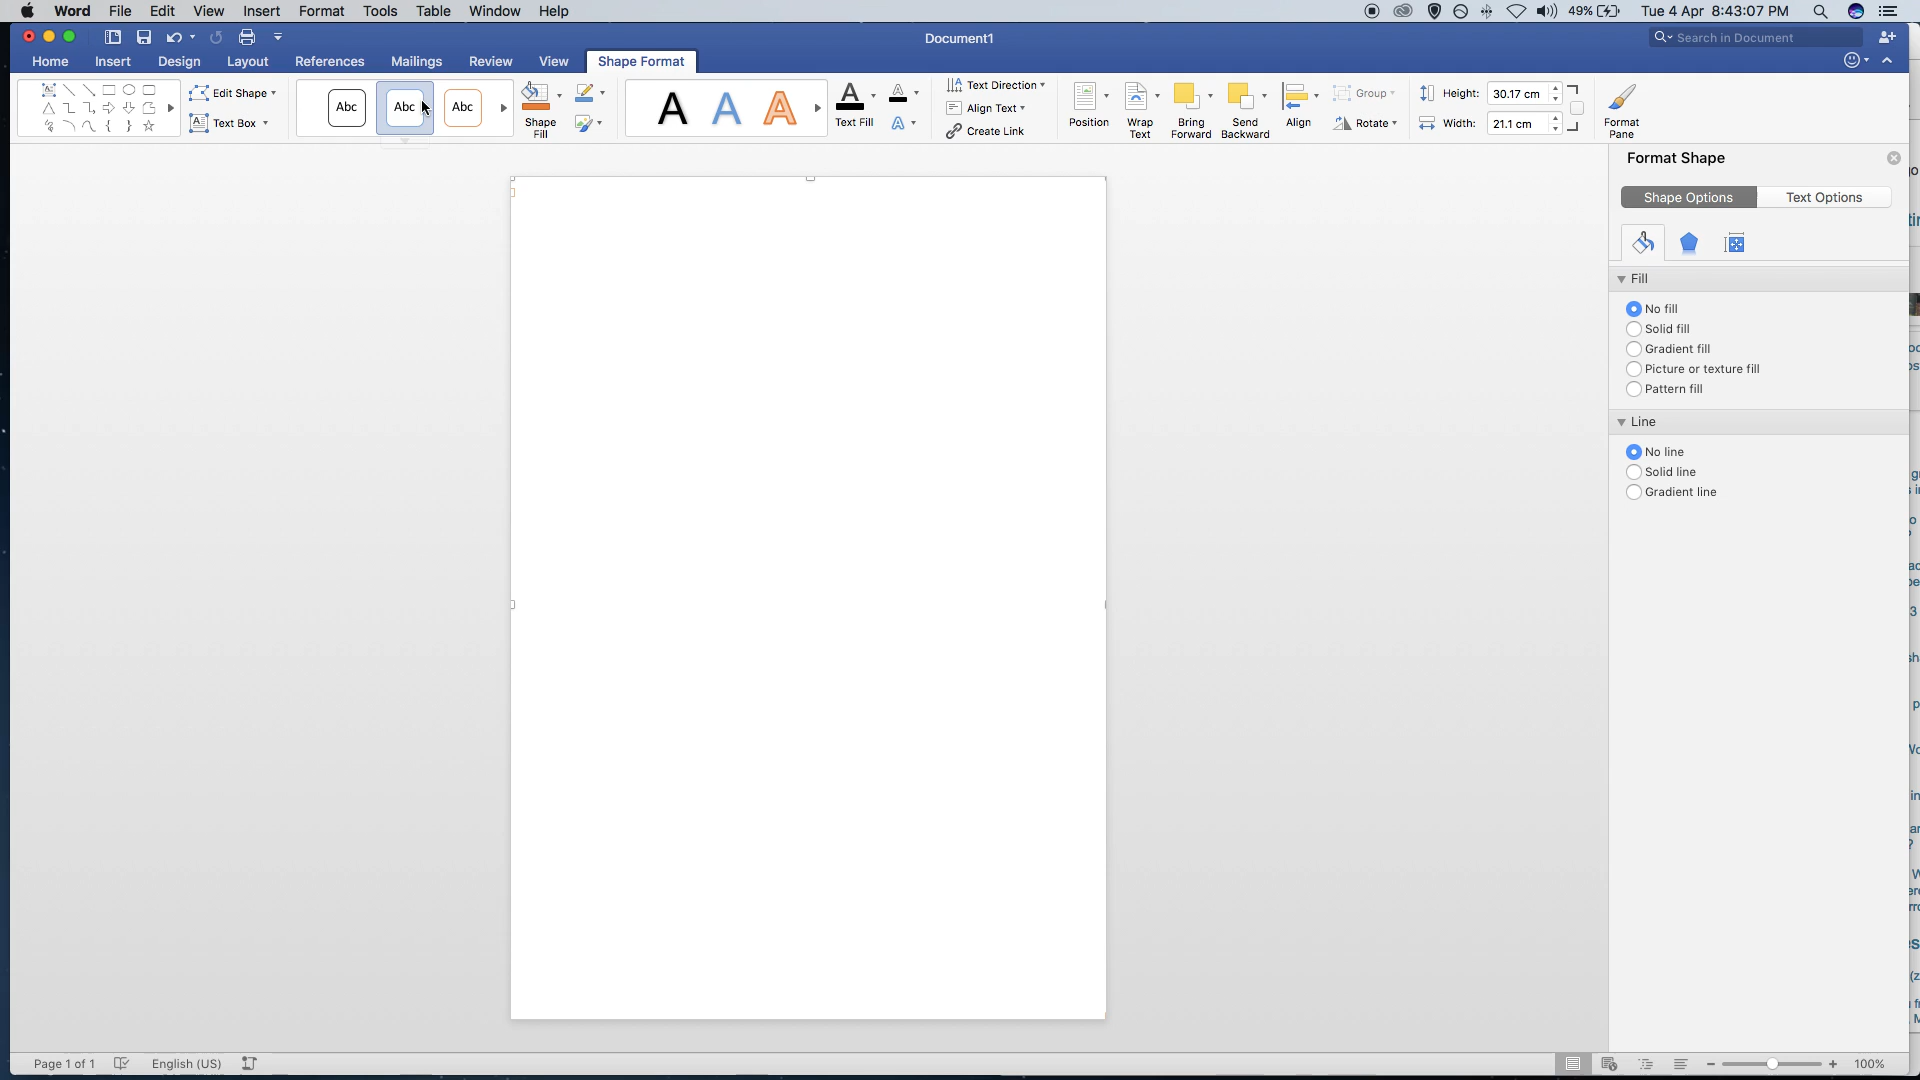 Word File Edit View Insert Format Tools Table Window Help 49% Tue 4 Apr 8:43:07 PM
Document1
Search in Document
Home Insert Design Layout References Mailings Review View Shape Format
Edit Shape
Text Box
Abc Abc Abc
Shape
Fill
A A A
A
Text Fill
A
A
Text Direction
Align Text
Create Link
Position
Wrap
Text
Bring
Forward
Send
Backward
Align
Group
Rotate
Height: 30.17 cm
Width: 21.1 cm
Format
Pane
Format Shape
Shape Options Text Options
Fill
No fill
Solid fill
Gradient fill
Picture or texture fill
Pattern fill
Line
No line
Solid line
Gradient line
Page 1 of 1 English (US) 100%